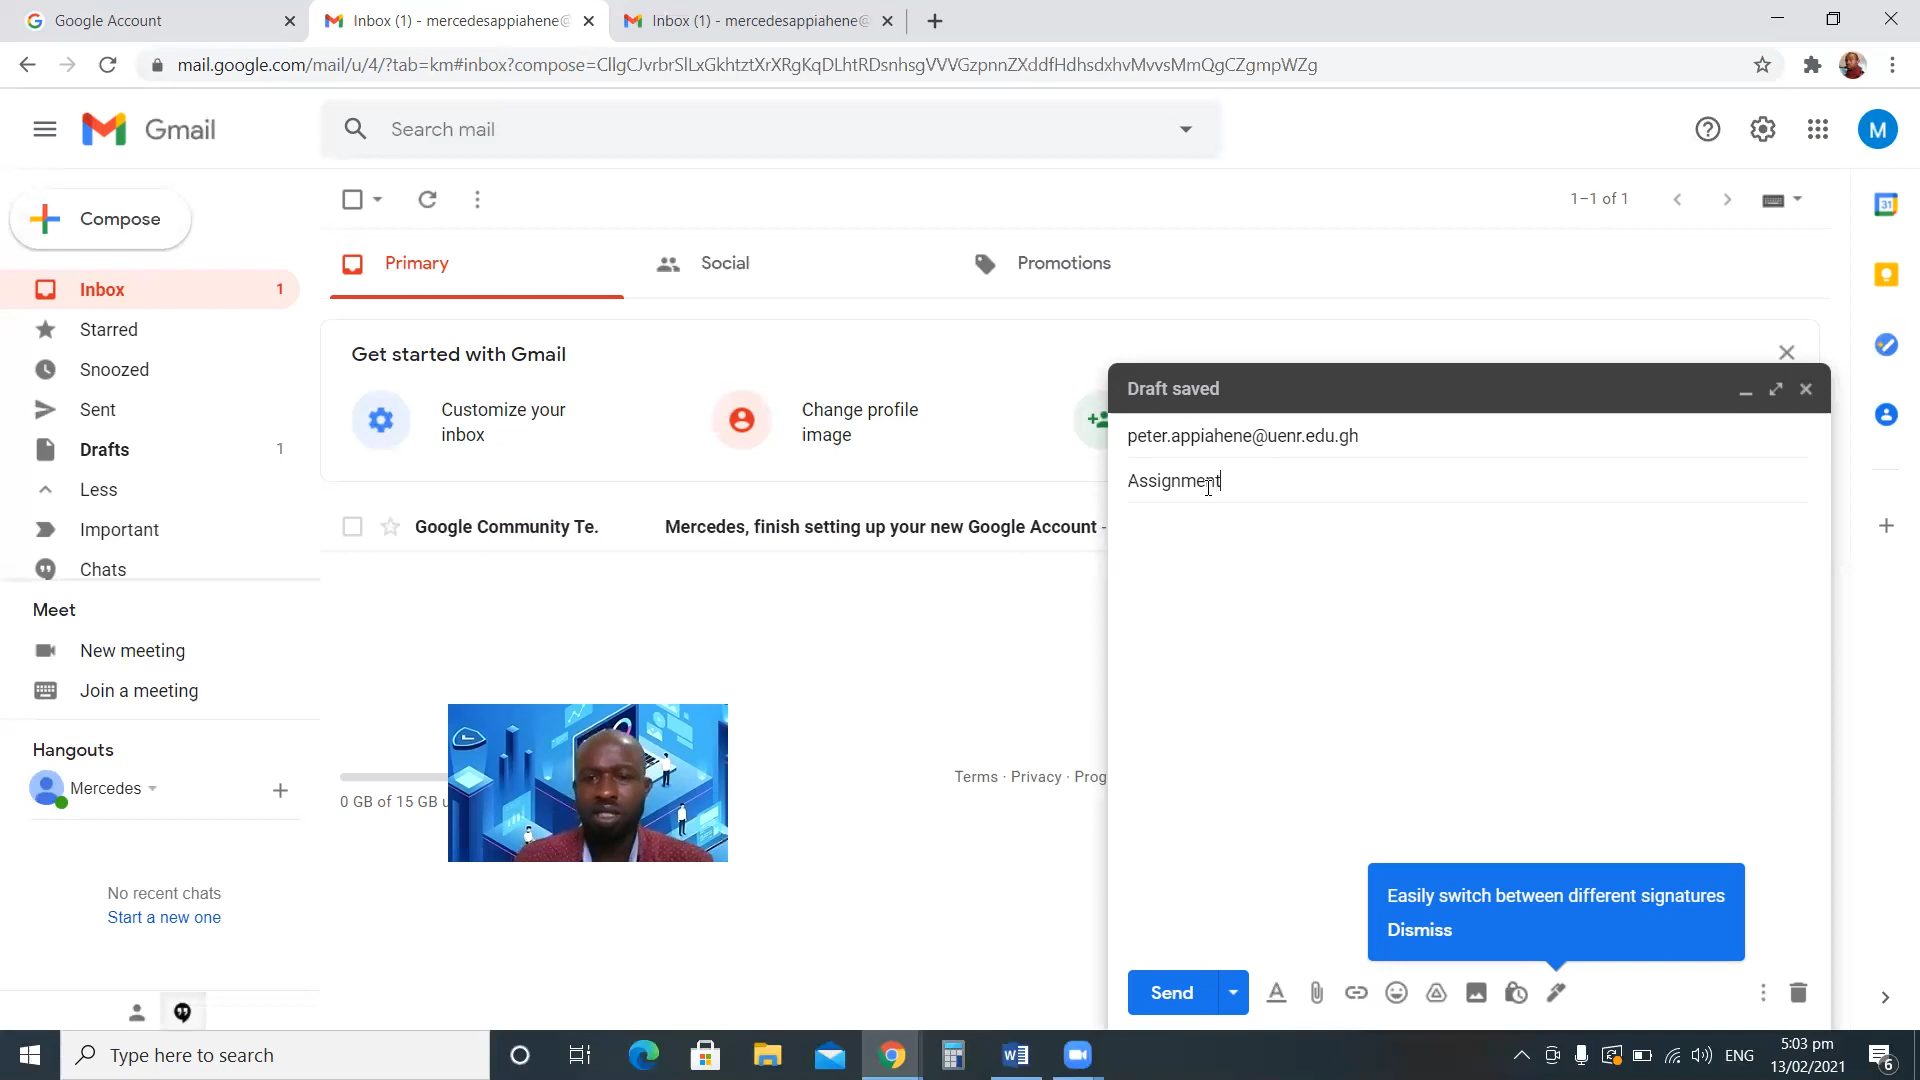 Google Account
Inbox (1) - mercedesappiahene@
Inbox (1) - mercedesappiahene@
mail.google.com/mail/u/4/?tab=km#inbox?compose=CllgCJvrbrSlLxGkhtztXrXRgKqDLhtRDsnhsgVVVGzpnnZXddfHdhsdxhvMvvsMmQgCZgmpWZg
Gmail
Search mail
M
Compose
1–1 of 1
31
Primary
Social
Promotions
Inbox 1
Starred
Snoozed
Sent
Drafts 1
Less
Important
Chats
Get started with Gmail
Customize your
inbox
Change profile
image
Google Community Te. Mercedes, finish setting up your new Google Account -
Draft saved
peter.appiahene@uenr.edu.gh
Assignment
Meet
New meeting
Join a meeting
Hangouts
Mercedes
No recent chats
Start a new one
0 GB of 15 GB u
Terms · Privacy · Prog
Easily switch between different signatures
Dismiss
Send
Type here to search
ENG
5:03 pm
13/02/2021
6